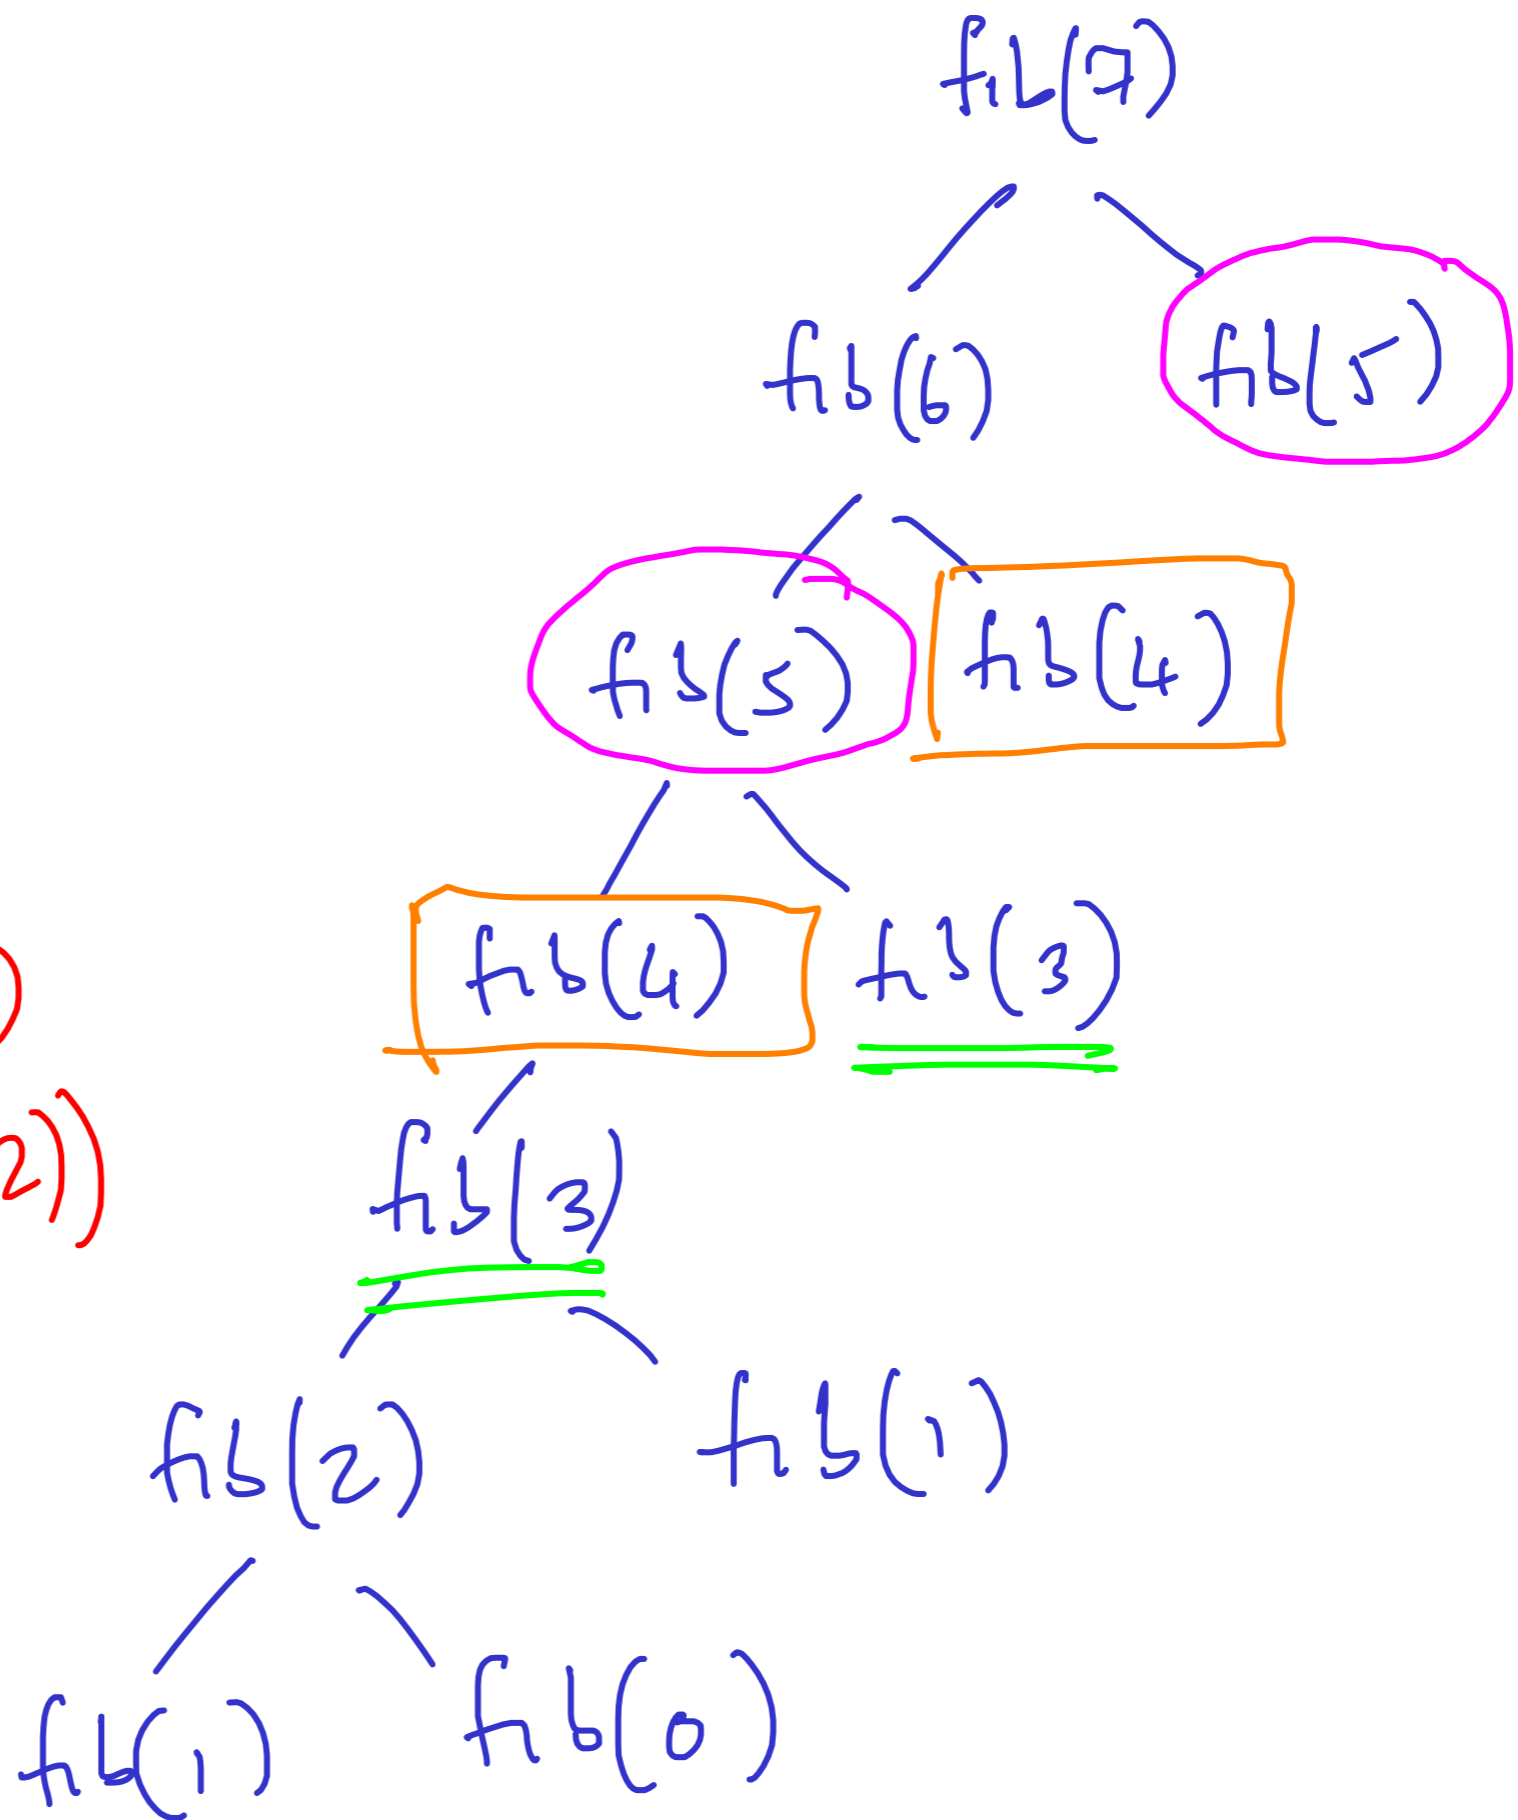 fib(7)
fib(6) fib(5)
fib(5) fib(4)
fib(4) fib(3)
)
fib(3)
2))
fib(2) fib(1)
fib(1) fib(0)